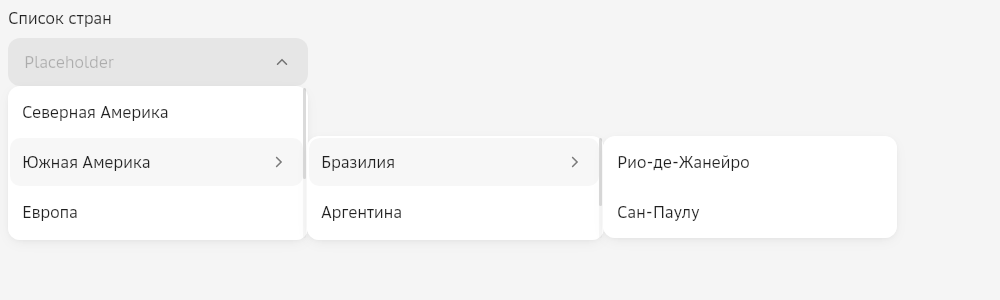 Список стран
Placeholder
Северная Америка
Южная Америка
Бразилия
Рио-де-Жанейро
Европа
Аргентина
Сан-Паулу